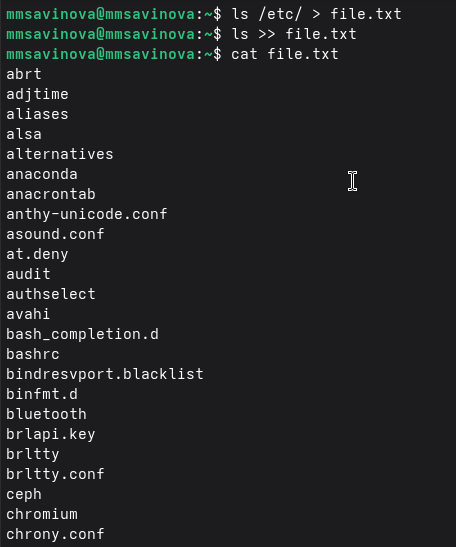 mmsavinova@mmsavinova:~$ ls /etc/ > file.txt
mmsavinova@mmsavinova:~$ ls >> file.txt
mmsavinova@mmsavinova:~$ cat file.txt
abrt
adjtime
aliases
alsa
alternatives
anaconda
anacrontab
anthy-unicode.conf
asound.conf
at.deny
audit
authselect
avahi
bash_completion.d
bashrc
bindresvport.blacklist
binfmt.d
bluetooth
brlapi.key
brltty
brltty.conf
ceph
chromium
chrony.conf